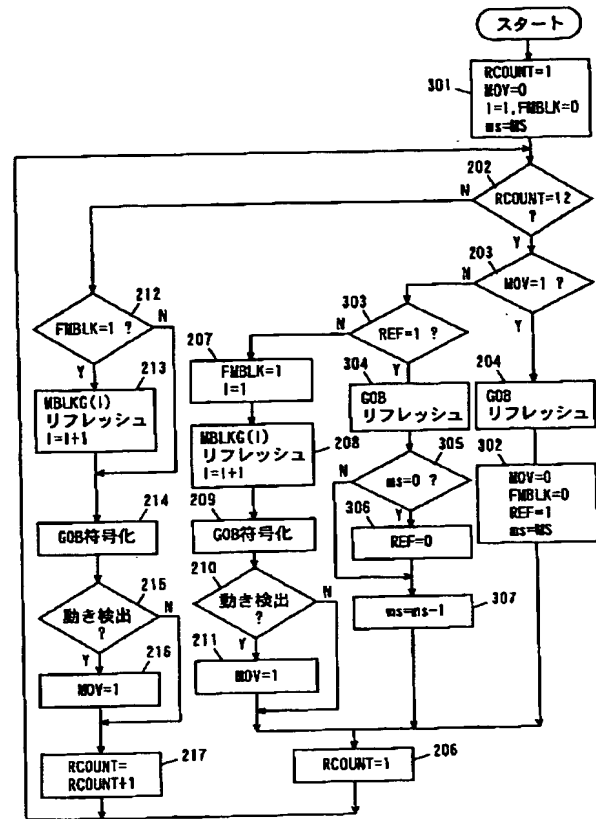 スタート
301
RCOUNT=1
MOV=0
I=1,FMBLK=0
ms=MS
202
RCOUNT=12
?
N
Y
203
MOV=1 ?
N
Y
212
FMBLK=1 ?
N
Y
303
REF=1 ?
N
Y
207
FMBLK=1
I=1
304
GOB
リフレッシュ
204
GOB
リフレッシュ
213
MBLKG(I)
リフレッシュ
I=I+1
MBLKG(I)
リフレッシュ
I=I+1
208
305
ms=0 ?
N
Y
302
MOV=0
FMBLK=0
REF=1
ms=MS
214
GOB符号化
209
GOB符号化
306
REF=0
215
動き検出
?
N
Y
210
動き検出
?
N
Y
ms=ms-1
307
216
MOV=1
211
MOV=1
RCOUNT=
RCOUNT+1
217
RCOUNT=1
206